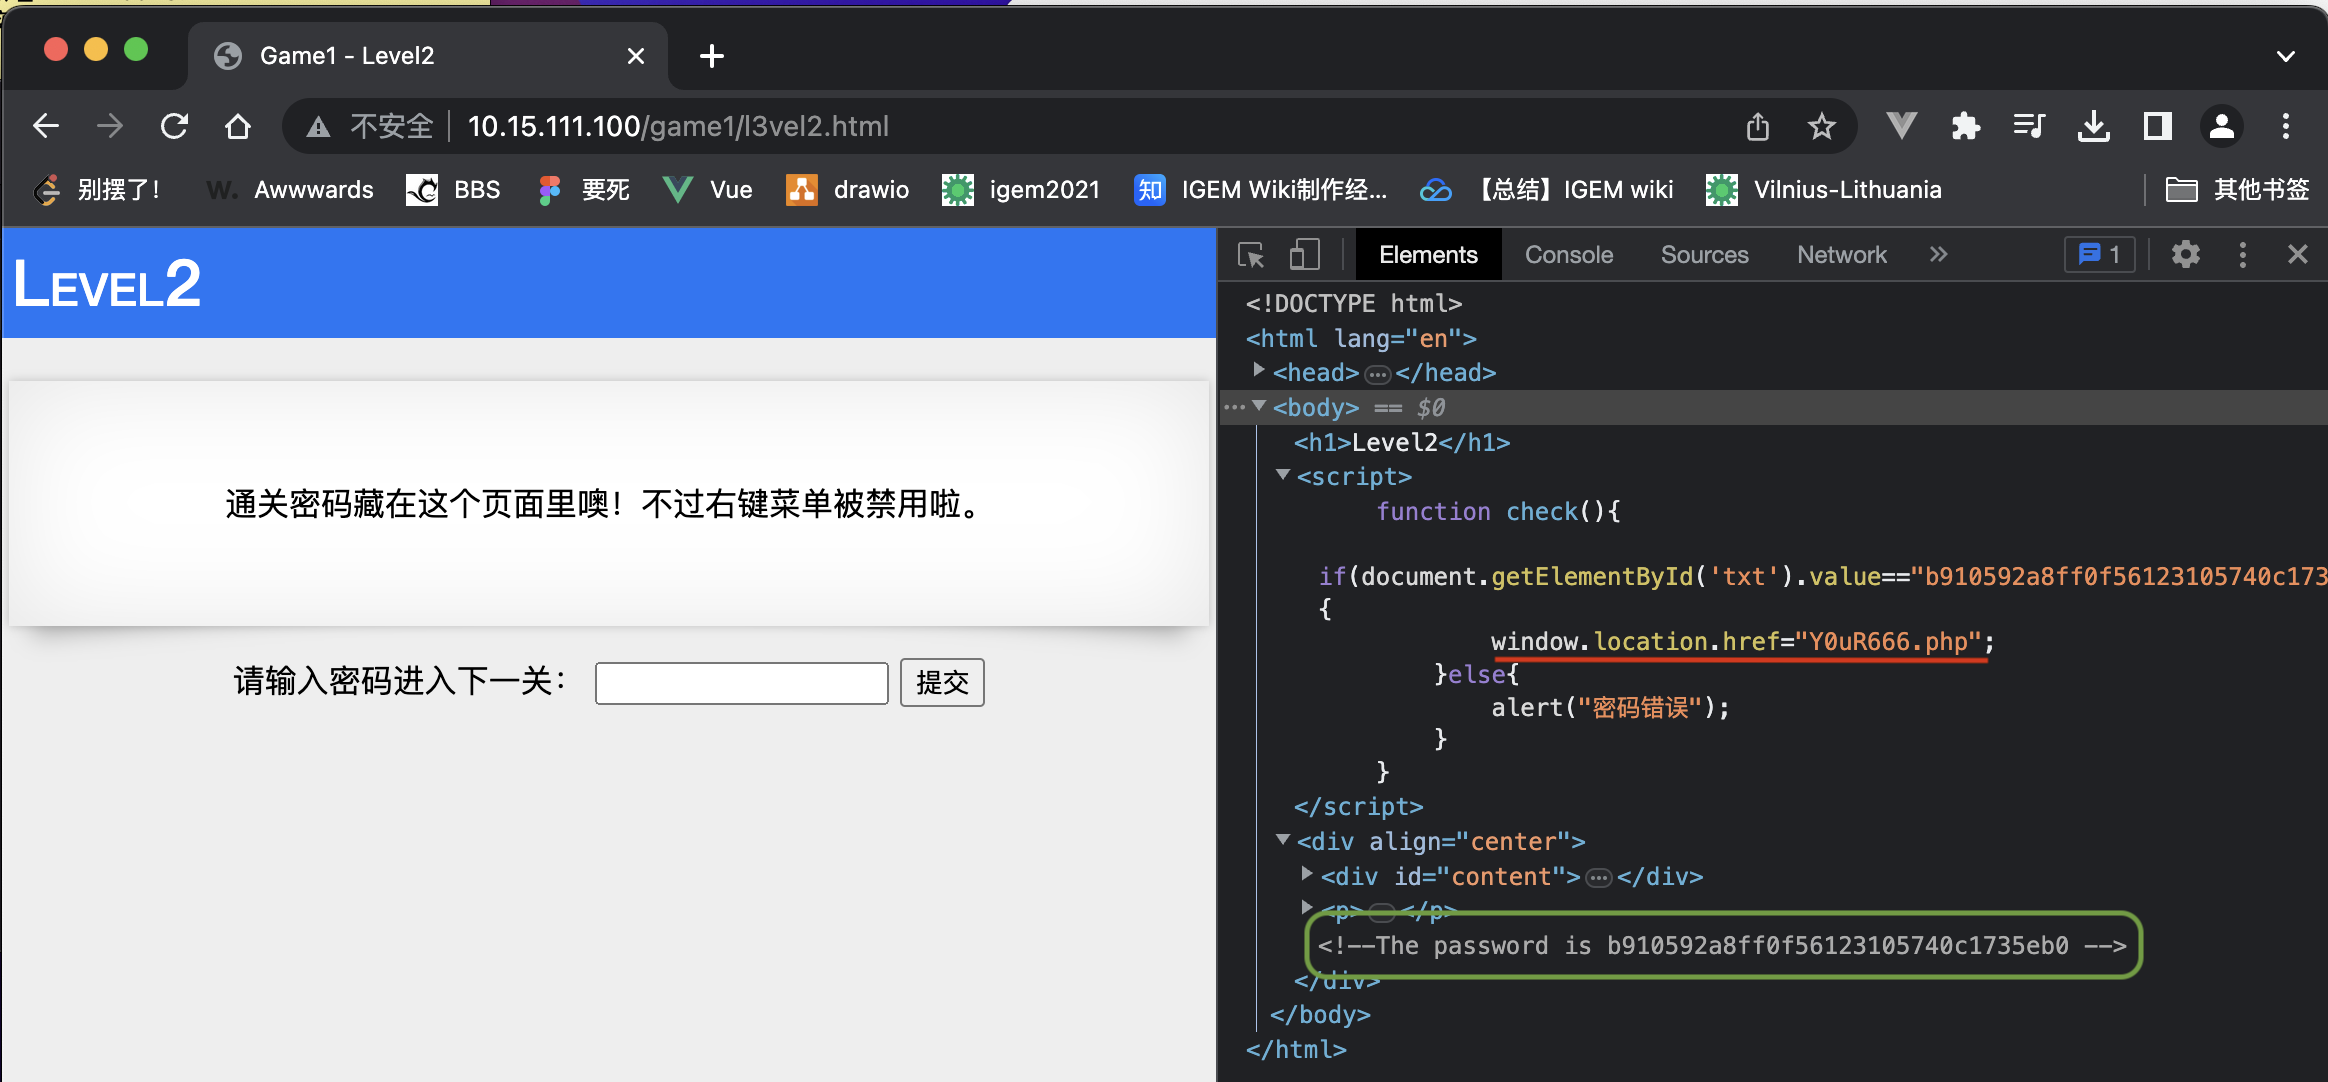 Game1 - Level2
不安全 10.15.111.100/game1/l3vel2.html
别摆了! W. Awwwards BBS 要死 Vue drawio igem2021 知 IGEM Wiki制作经... 【总结】IGEM wiki Vilnius-Lithuania 其他书签
LEVEL2
通关密码藏在这个页面里噢！不过右键菜单被禁用啦。
请输入密码进入下一关： 提交
Elements Console Sources Network 1
<!DOCTYPE html>
<html lang="en">
<head>…</head>
<body> == $0
<h1>Level2</h1>
<script>
function check(){
if(document.getElementById('txt').value=="b910592a8ff0f56123105740c173
{
window.location.href="Y0uR666.php";
}else{
alert("密码错误");
}
}
</script>
<div align="center">
<div id="content">…</div>
<p>…</p>
<!--The password is b910592a8ff0f56123105740c1735eb0 -->
</div>
</body>
</html>